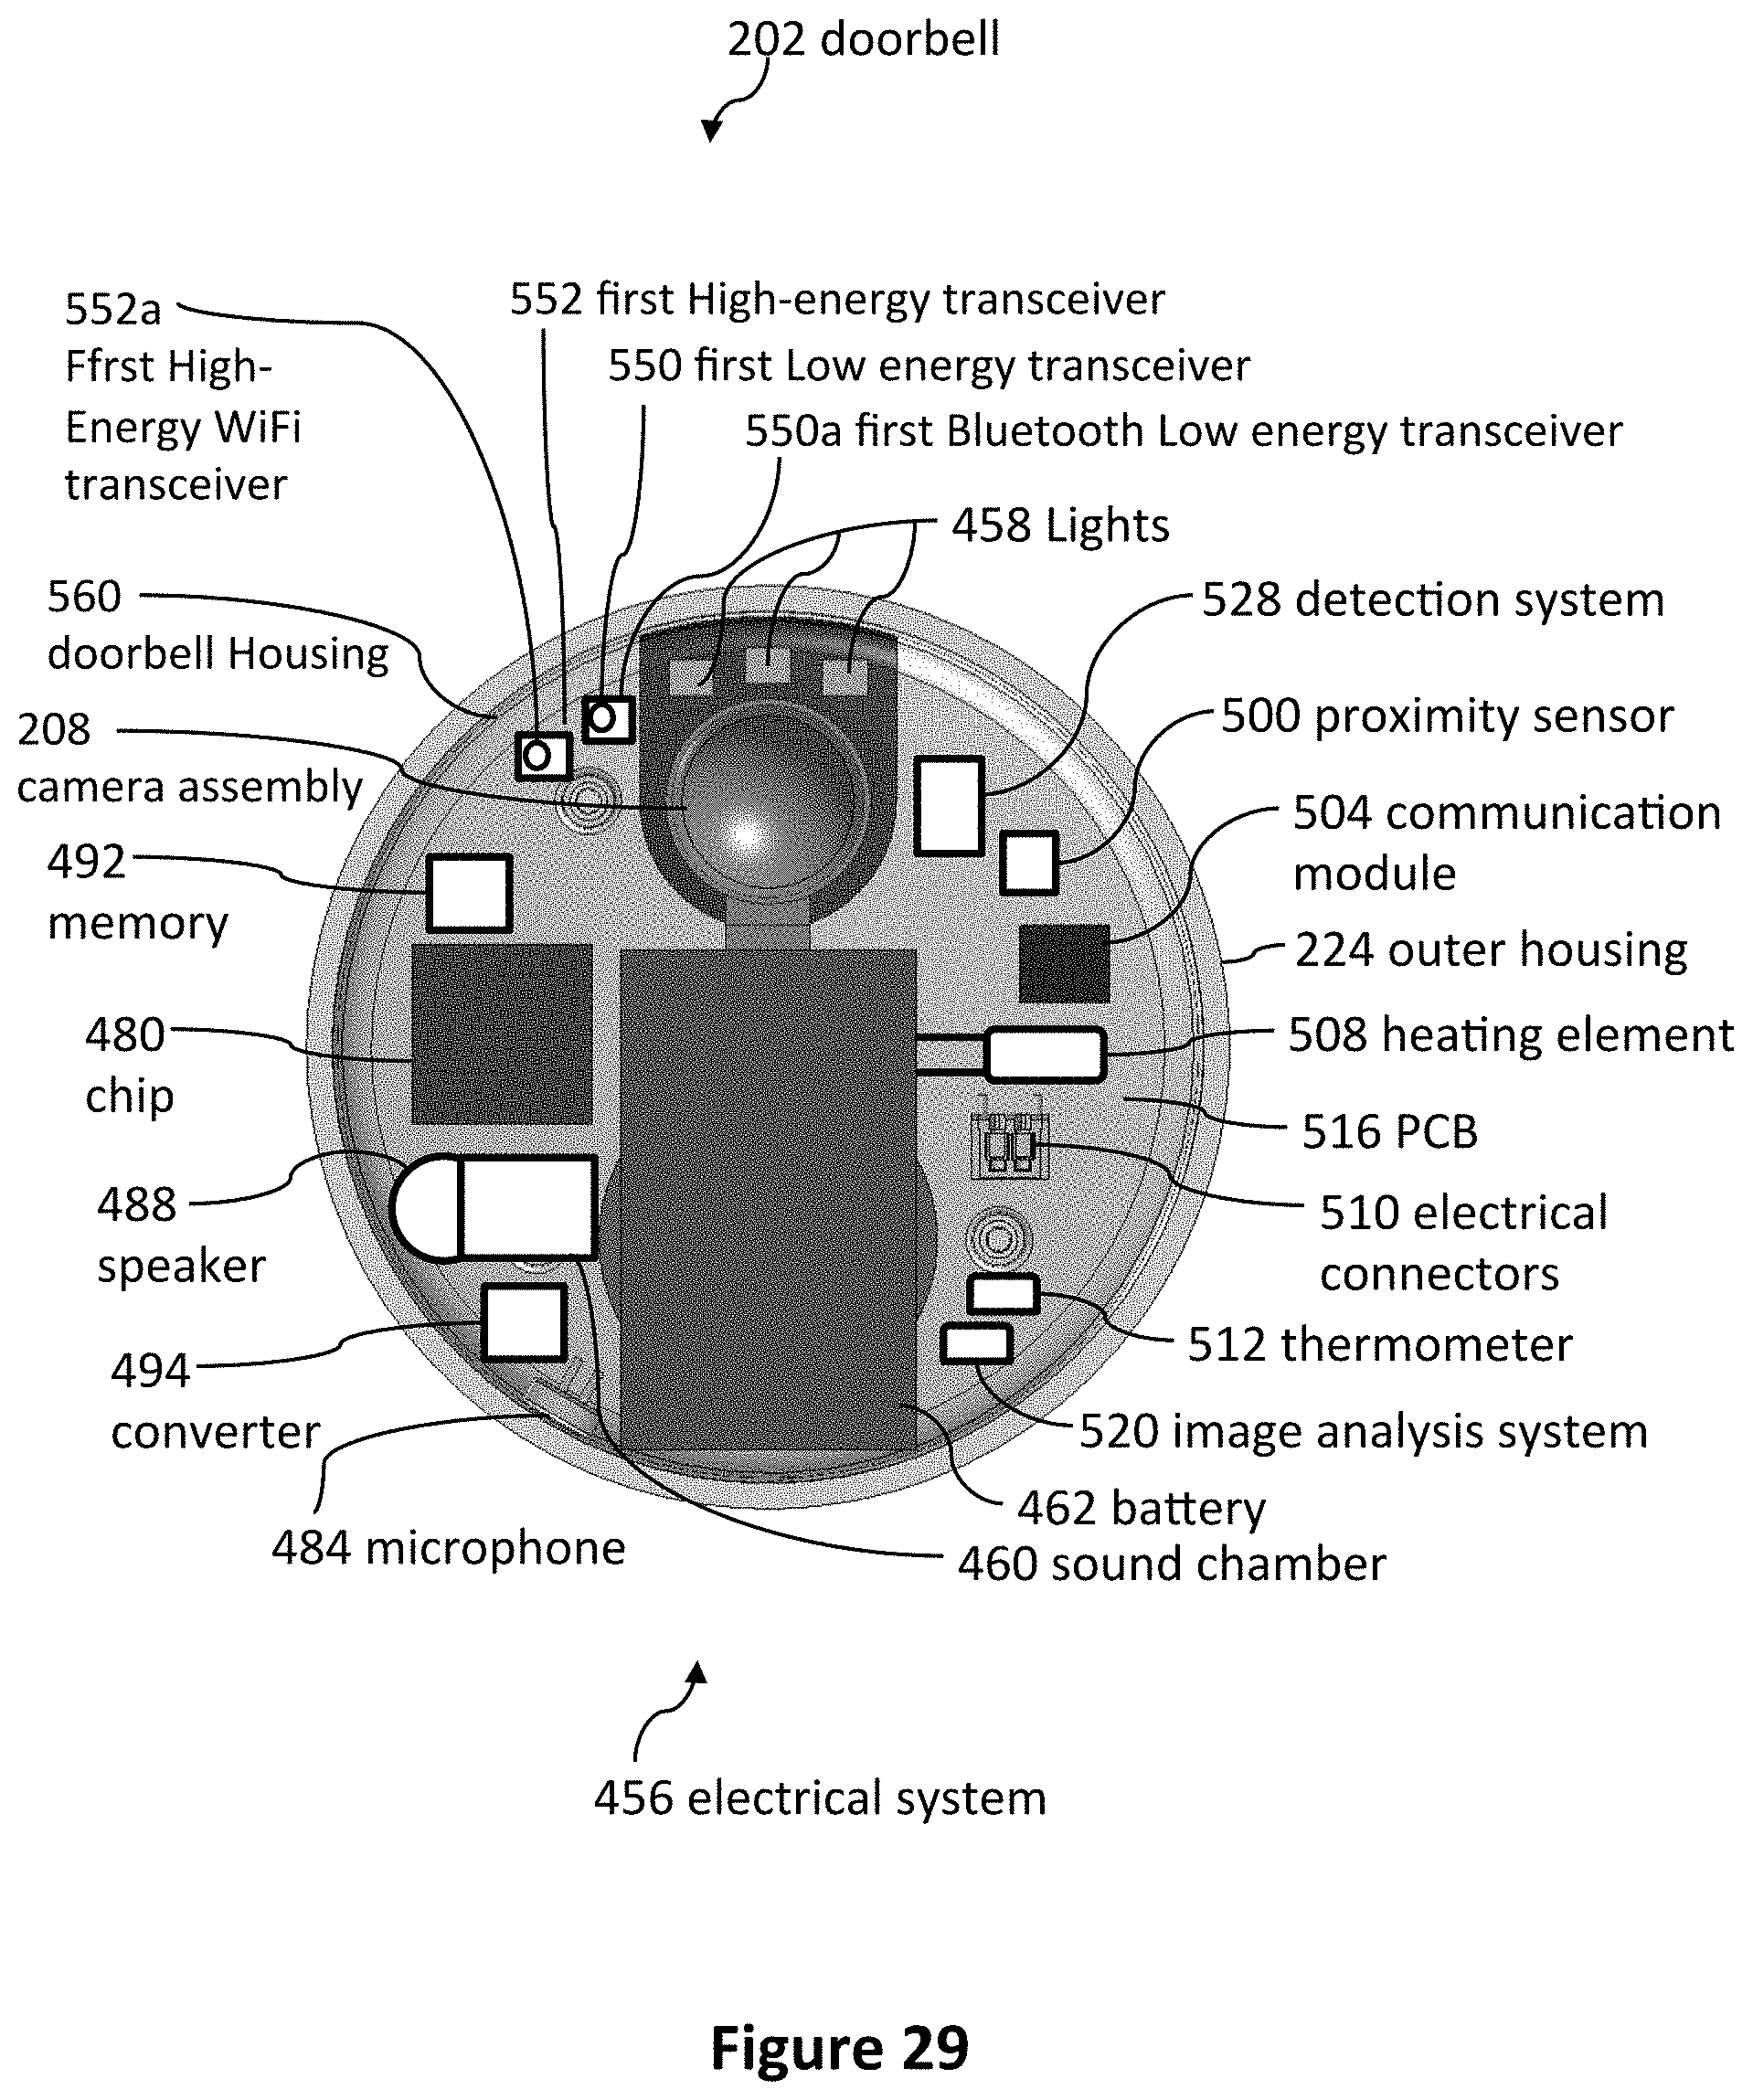 202 doorbell
552a
Ffrst High-
Energy WiFi
transceiver
552 first High-energy transceiver
550 first Low energy transceiver
550a first Bluetooth Low energy transceiver
458 Lights
560
doorbell Housing
528 detection system
208
camera assembly
500 proximity sensor
492
memory
504 communication
module
224 outer housing
480
chip
508 heating element
516 PCB
488
speaker
510 electrical
connectors
494
converter
512 thermometer
520 image analysis system
484 microphone
462 battery
460 sound chamber
456 electrical system
Figure 29